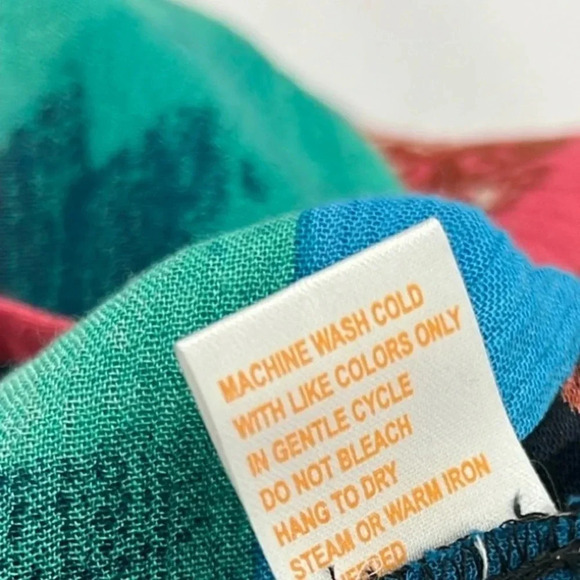 MACHINE WASH COLD
WITH LIKE COLORS ONLY
IN GENTLE CYCLE
DO NOT BLEACH
HANG TO DRY
STEAM OR WARM IRON